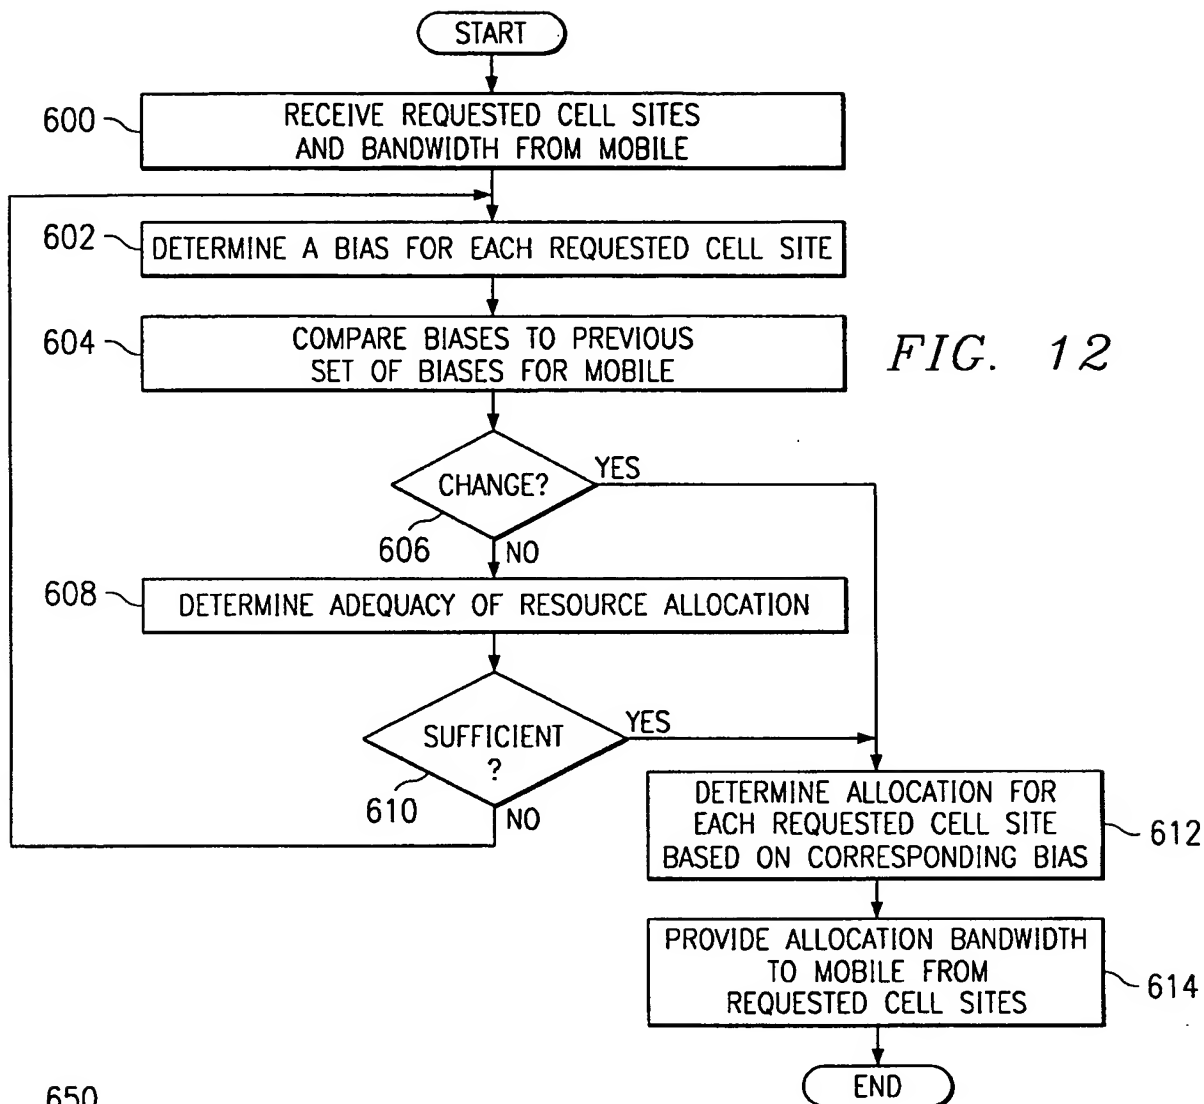 START
600
RECEIVE REQUESTED CELL SITES
AND BANDWIDTH FROM MOBILE
602
DETERMINE A BIAS FOR EACH REQUESTED CELL SITE
604
COMPARE BIASES TO PREVIOUS
SET OF BIASES FOR MOBILE
FIG. 12
CHANGE?
YES
606
NO
608
DETERMINE ADEQUACY OF RESOURCE ALLOCATION
SUFFICIENT
?
YES
610
NO
DETERMINE ALLOCATION FOR
EACH REQUESTED CELL SITE
BASED ON CORRESPONDING BIAS
612
PROVIDE ALLOCATION BANDWIDTH
TO MOBILE FROM
REQUESTED CELL SITES
614
END
650